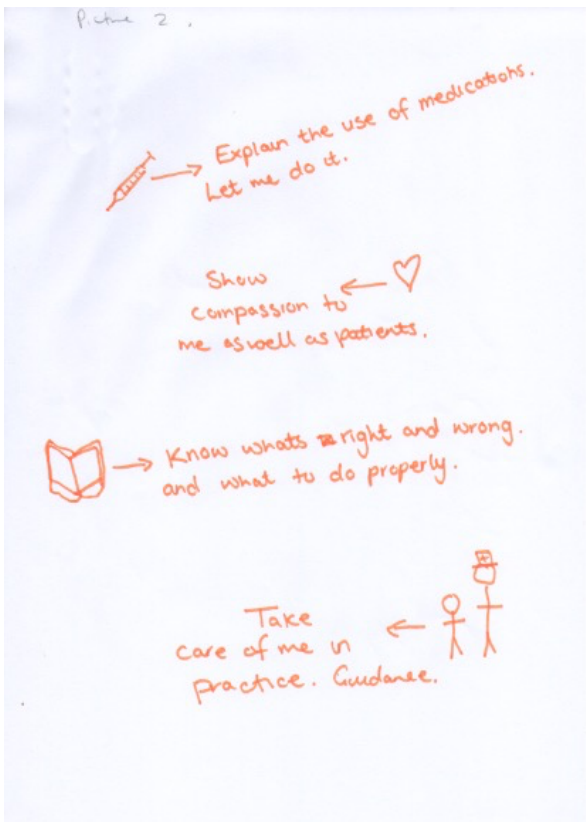 Picture 2.
Explain the use of medications.
Let me do it.
Show
compassion to
me aswell as patients.
Know whats right and wrong.
and what to do properly.
Take
care of me in
practice. Guidance.